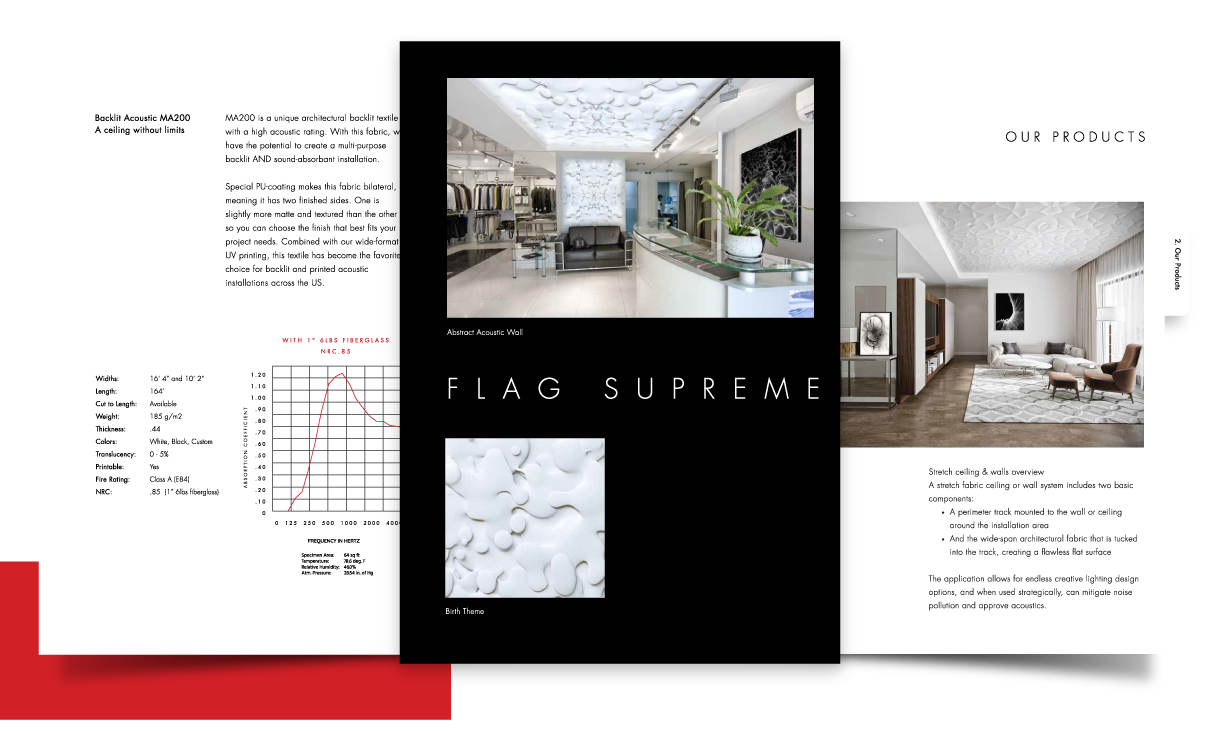 Backlit Acoustic MA200
A ceiling without limits
MA200 is a unique architectural backlit textile
with a high acoustic rating. With this fabric, w
have the potential to create a multi-purpose
backlit AND sound-absorbant installation.
Special PU-coating makes this fabric bilateral,
meaning it has two finished sides. One is
slightly more matte and textured than the other
so you can choose the finish that best fits your
project needs. Combined with our wide-format
UV printing, this textile has become the favorite
choice for backlit and printed acoustic
installations across the US.
Widths: 16' 4" and 10' 2"
Length: 164'
Cut to Length: Available
Weight: 185 g/m2
Thickness: .44
Colors: White, Black, Custom
Translucency: 0 - 5%
Printable: Yes
Fire Rating: Class A (E84)
NRC: .85 (1" 6lbs fiberglass)
WITH 1" 6LBS FIBERGLASS
NRC.85
ABSORPTION COEFFICIENT
1.20
1.10
1.00
.90
.80
.70
.60
.50
.40
.30
.20
.10
0
0 125 250 500 1000 2000 400
FREQUENCY IN HERTZ
Specimen Area: 64 sq ft
Temperature: 78.8 deg. F
Relative Humidity: 46.0%
Atm. Pressure: 28.54 in. of Hg
Abstract Acoustic Wall
FLAG SUPREME
Birth Theme
OUR PRODUCTS
2. Our Products
Stretch ceiling & walls overview
A stretch fabric ceiling or wall system includes two basic
components:
• A perimeter track mounted to the wall or ceiling
around the installation area
• And the wide-span architectural fabric that is tucked
into the track, creating a flawless flat surface
The application allows for endless creative lighting design
options, and when used strategically, can mitigate noise
pollution and approve acoustics.